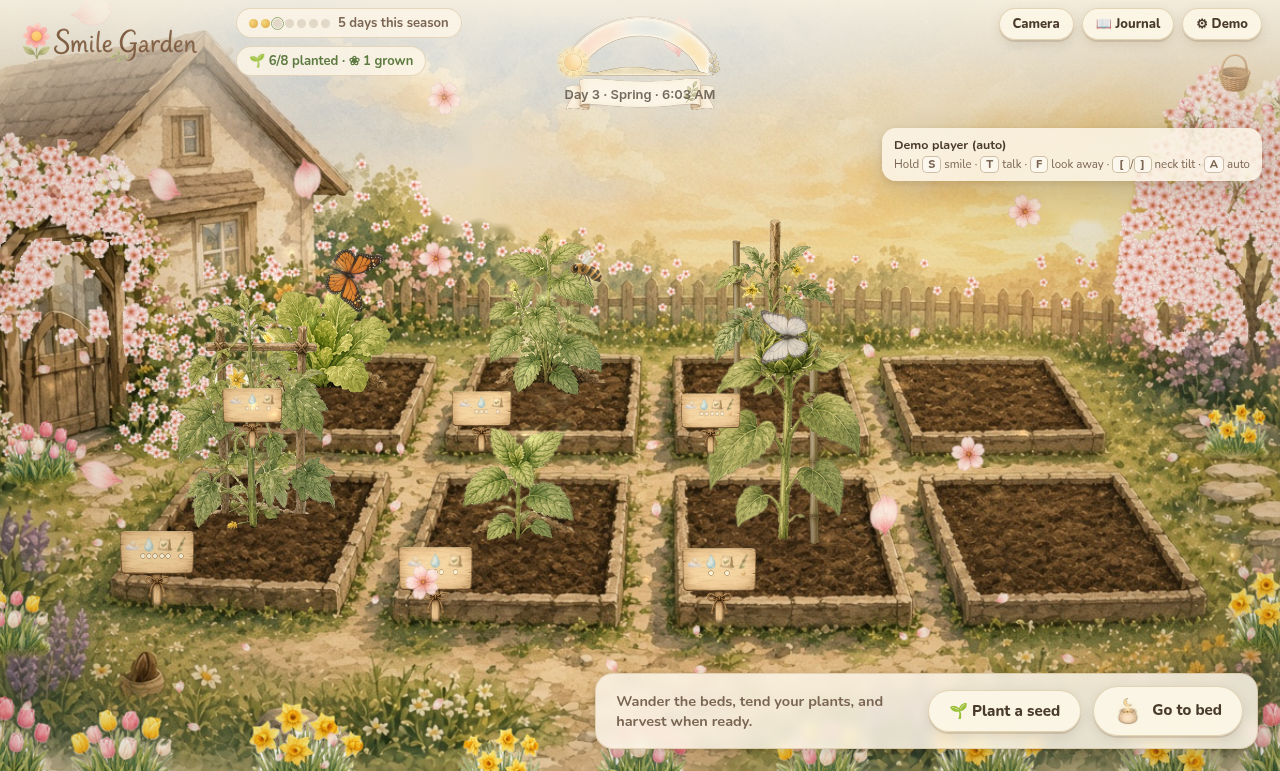 Smile Garden
5 days this season
6/8 planted · 1 grown
Day 3 · Spring · 6:03 AM
Camera
Journal
Demo
Demo player (auto)
Hold S smile · T talk · F look away · [ / ] neck tilt · A auto
Wander the beds, tend your plants, and
harvest when ready.
Plant a seed
Go to bed